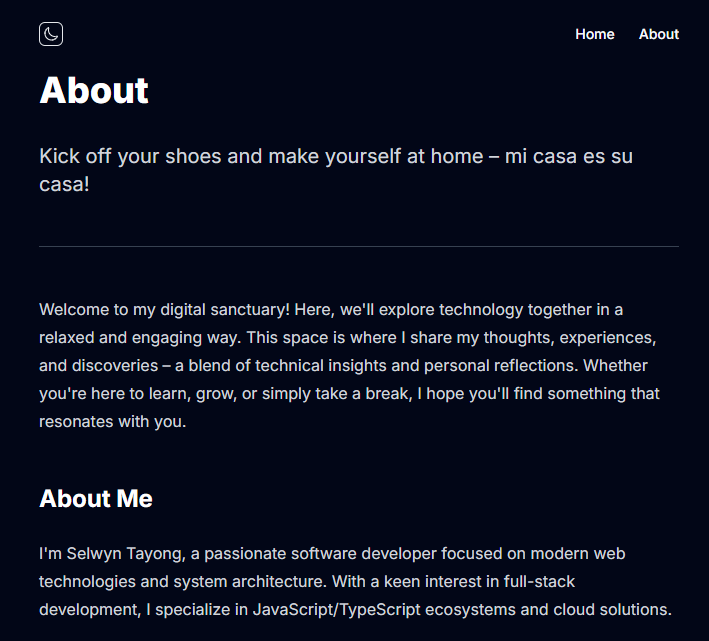 Home About
About
Kick off your shoes and make yourself at home – mi casa es su
casa!
Welcome to my digital sanctuary! Here, we'll explore technology together in a
relaxed and engaging way. This space is where I share my thoughts, experiences,
and discoveries – a blend of technical insights and personal reflections. Whether
you're here to learn, grow, or simply take a break, I hope you'll find something that
resonates with you.
About Me
I'm Selwyn Tayong, a passionate software developer focused on modern web
technologies and system architecture. With a keen interest in full-stack
development, I specialize in JavaScript/TypeScript ecosystems and cloud solutions.